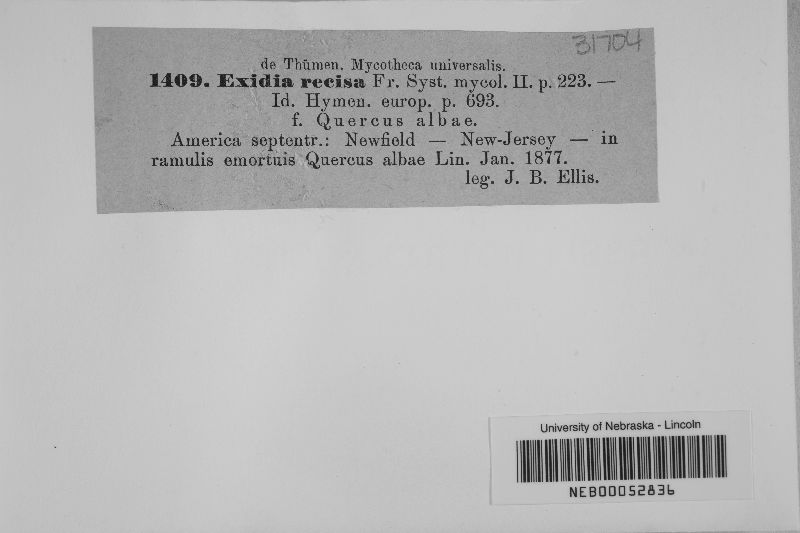 31704
de Thümen, Mycotheca universalis.
1409. Exidia recisa Fr. Syst. mycol. II. p. 223. —
Id. Hymen. europ. p. 693.
f. Quercus albae.
America septentr.: Newfield — New-Jersey — in
ramulis emortuis Quercus albae Lin. Jan. 1877.
leg. J. B. Ellis.
University of Nebraska - Lincoln
NEB00052836